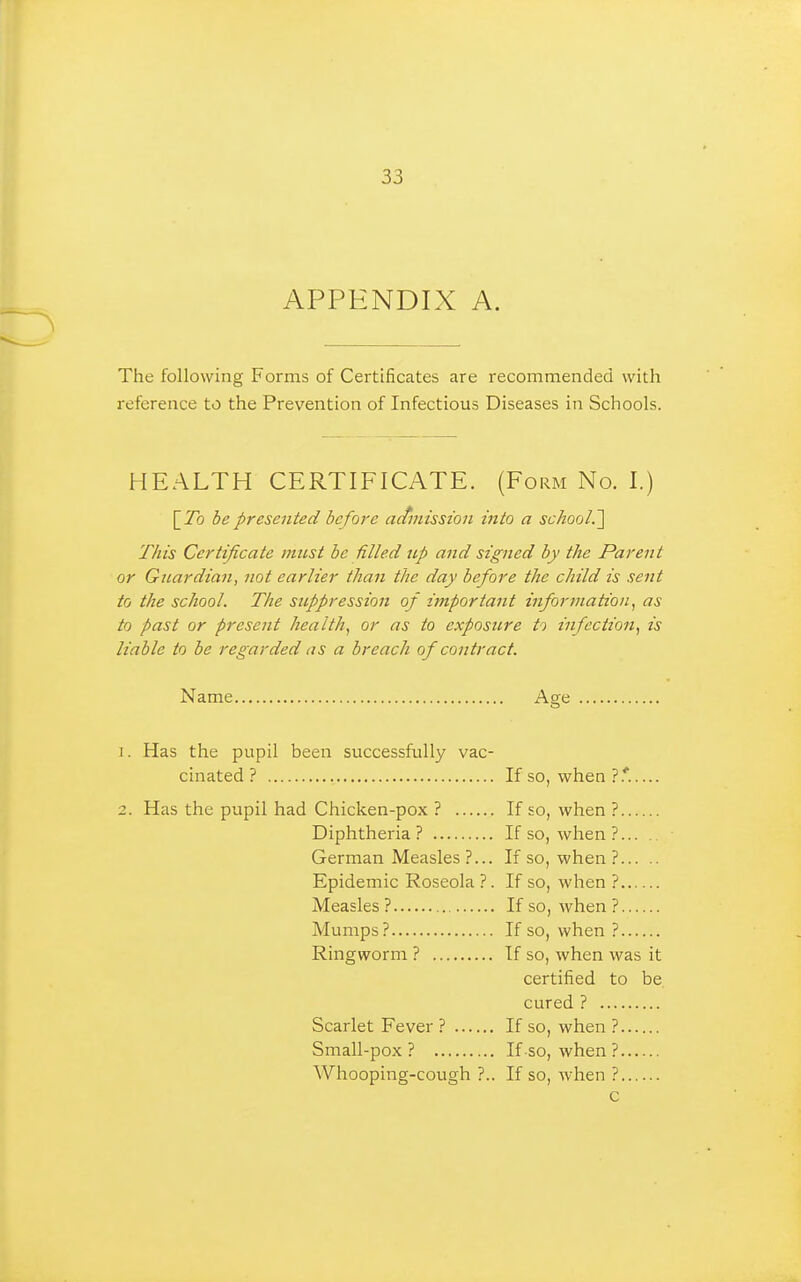 33
APPENDIX A.
The following Forms of Certificates are recommended with
reference to the Prevention of Infectious Diseases in Schools.
HEALTH CERTIFICATE. (Form No. I.)
[To be presented before admission into a school.]
This Certificate must be filled up and signed by the Parent
or Guardian, not earlier than the day before the child is sent
to the school. The suppression of important information, as
to past or present health, or as to exposure to infection, is
liable to be regarded as a breach of contract.
Name................................................ Age .............
1. Has the pupil been successfully vac-
cinated ? ..................................... If so, when ?......
2. Has the pupil had Chicken-pox ? ...... If so, when ?......
Diphtheria ? ......... If so, when ?... ..
German Measles ?... If so, when ?... ..
Epidemic Roseola ?. If so, when ?......
Measles ?................ If so, when ?......
Mumps ?................ If so, when ?......
Ringworm ? .......... If so, when was it
certified to be
cured ? .........
Scarlet Fever ? ...... If so, when ?......
Small-pox ? ......... If so, when ?......
Whooping-cough ?.. If so, when ?......
C